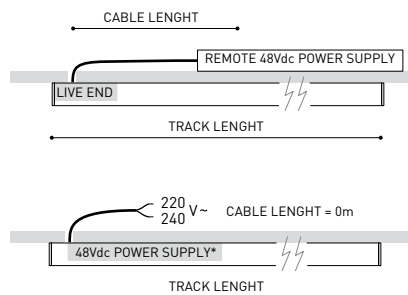 CABLE LENGHT
REMOTE 48Vdc POWER SUPPLY
LIVE END
TRACK LENGHT
220
240 V~ CABLE LENGHT = 0m
48Vdc POWER SUPPLY*
TRACK LENGHT